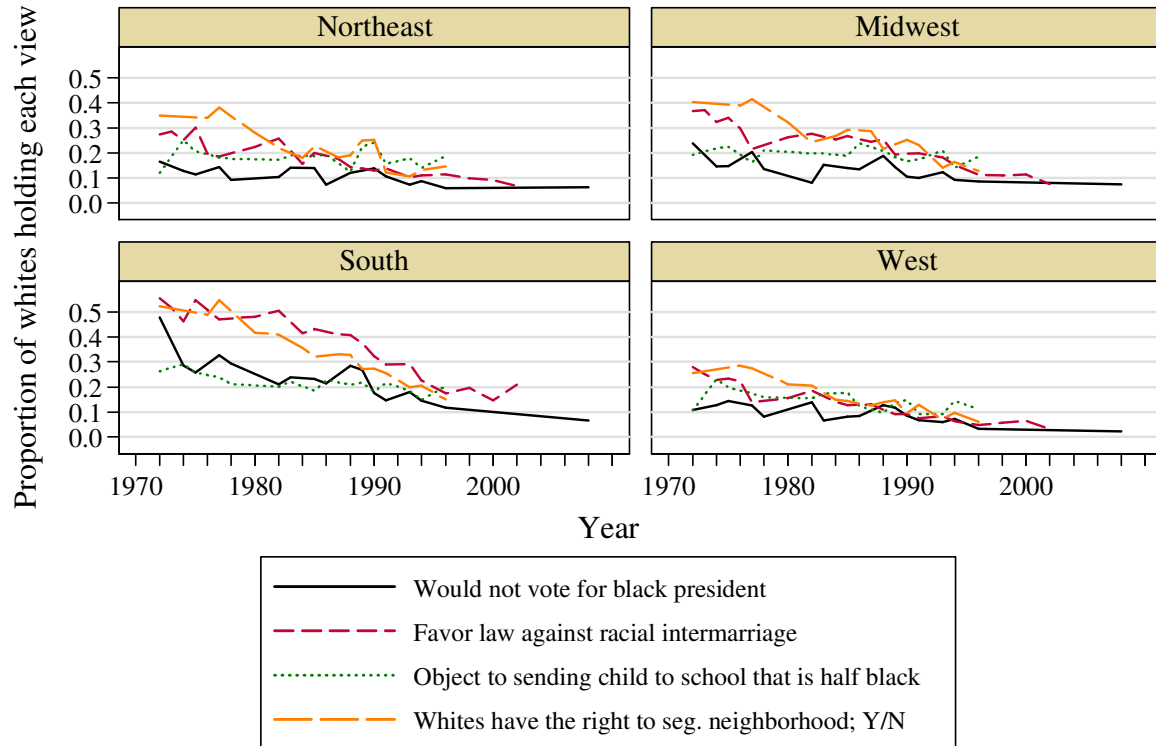 Proportion of whites holding each view
Northeast
Midwest
0.5
0.4
0.3
0.2
0.1
0.0
South
West
0.5
0.4
0.3
0.2
0.1
0.0
1970 1980 1990 2000
1970 1980 1990 2000
Year
Would not vote for black president
Favor law against racial intermarriage
Object to sending child to school that is half black
Whites have the right to seg. neighborhood; Y/N